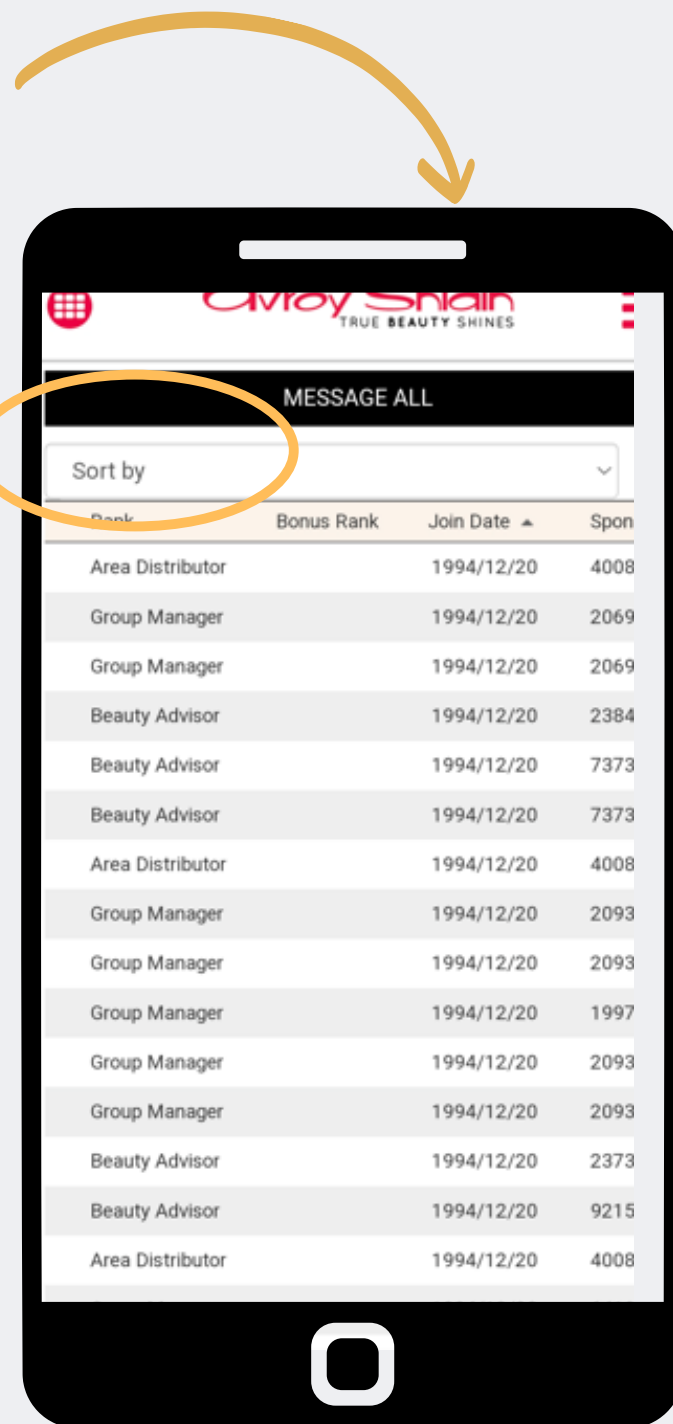 avroy Shlain
TRUE BEAUTY SHINES
MESSAGE ALL
Sort by
Rank Bonus Rank Join Date Spon
Area Distributor 1994/12/20 4008
Group Manager 1994/12/20 2069
Group Manager 1994/12/20 2069
Beauty Advisor 1994/12/20 2384
Beauty Advisor 1994/12/20 7373
Beauty Advisor 1994/12/20 7373
Area Distributor 1994/12/20 4008
Group Manager 1994/12/20 2093
Group Manager 1994/12/20 2093
Group Manager 1994/12/20 1997
Group Manager 1994/12/20 2093
Group Manager 1994/12/20 2093
Beauty Advisor 1994/12/20 2373
Beauty Advisor 1994/12/20 9215
Area Distributor 1994/12/20 4008